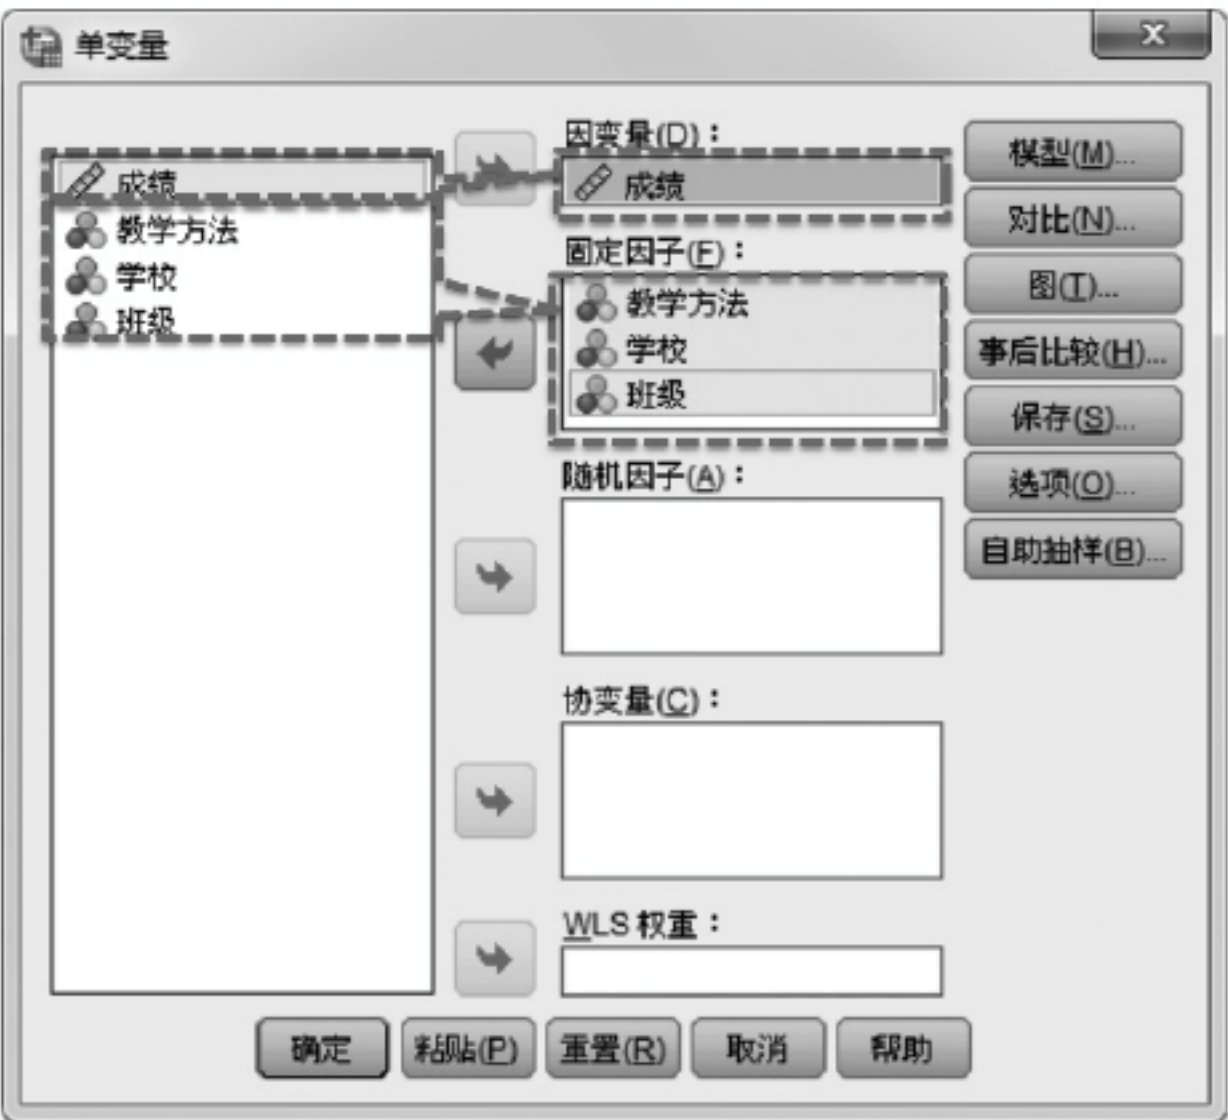 单变量
成绩
教学方法
学校
班级
因变量(D)：
成绩
固定因子(F)：
教学方法
学校
班级
随机因子(A)：
协变量(C)：
WLS 权重：
模型(M)...
对比(N)...
图(T)...
事后比较(H)...
保存(S)...
选项(O)...
自助抽样(B)...
确定
粘贴(P)
重置(R)
取消
帮助